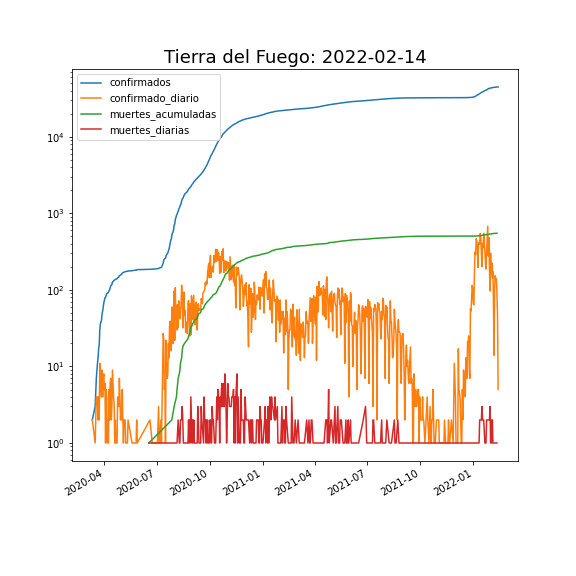 Tierra del Fuego: 2022-02-14
confirmados
confirmado_diario
muertes_acumuladas
muertes_diarias
10⁴
10³
10²
10¹
10⁰
2020-04 2020-07 2020-10 2021-01 2021-04 2021-07 2021-10 2022-01